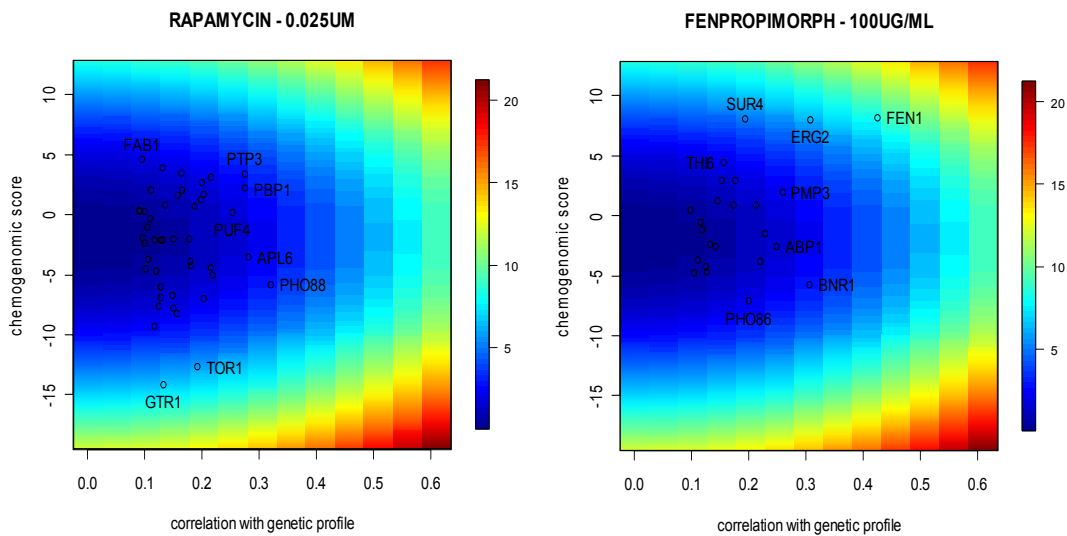 RAPAMYCIN - 0.025UM
chemogenomic score
10
5
0
-5
-10
-15
FAB1
PTP3
PBP1
PUF4
APL6
PHO88
TOR1
GTR1
20
15
10
5
0.0 0.1 0.2 0.3 0.4 0.5 0.6
correlation with genetic profile
FENPROPIMORPH - 100UG/ML
chemogenomic score
10
5
0
-5
-10
-15
SUR4
ERG2
FEN1
TH6
PMP3
ABP1
BNR1
PHO86
20
15
10
5
0.0 0.1 0.2 0.3 0.4 0.5 0.6
correlation with genetic profile